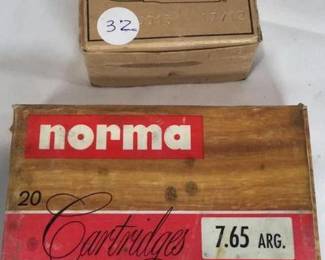 32
norma
20
Cartridges
7.65 ARG.